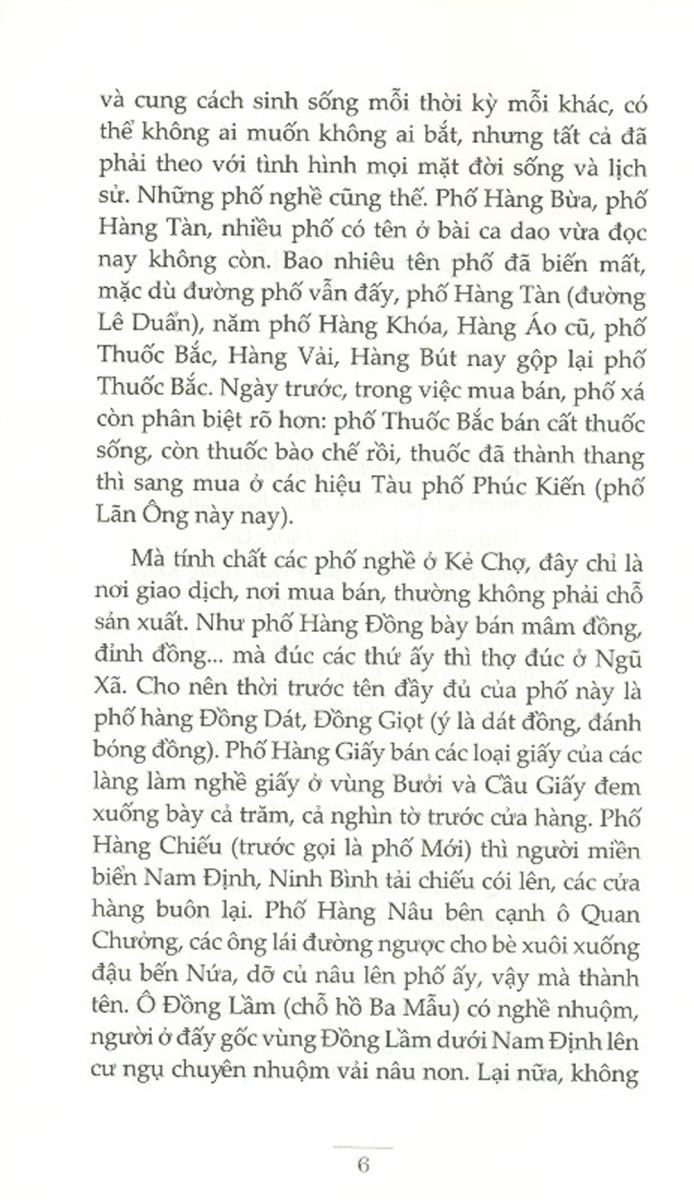 và cung cách sinh sống mỗi thời kỳ mỗi khác, có
thể không ai muốn không ai bắt, nhưng tất cả đã
phải theo với tình hình mọi mặt đời sống và lịch
sử. Những phố nghề cũng thế. Phố Hàng Bừa, phố
Hàng Tàn, nhiều phố có tên ở bài ca dao vừa đọc
nay không còn. Bao nhiêu tên phố đã biến mất,
mặc dù đường phố vẫn đấy, phố Hàng Tàn (đường
Lê Duẩn), năm phố Hàng Khóa, Hàng Áo cũ, phố
Thuốc Bắc, Hàng Vải, Hàng Bút nay gộp lại phố
Thuốc Bắc. Ngày trước, trong việc mua bán, phố xá
còn phân biệt rõ hơn: phố Thuốc Bắc bán cất thuốc
sống, còn thuốc bào chế rồi, thuốc đã thành thang
thì sang mua ở các hiệu Tàu phố Phúc Kiến (phố
Lãn Ông này nay).
Mà tính chất các phố nghề ở Kẻ Chợ, đây chỉ là
nơi giao dịch, nơi mua bán, thường không phải chỗ
sản xuất. Như phố Hàng Đồng bày bán mâm đồng,
đỉnh đồng... mà đúc các thứ ấy thì thợ đúc ở Ngũ
Xã. Cho nên thời trước tên đầy đủ của phố này là
phố hàng Đồng Dát, Đồng Giọt (ý là dát đồng, đánh
bóng đồng). Phố Hàng Giấy bán các loại giấy của các
làng làm nghề giấy ở vùng Bưởi và Cầu Giấy đem
xuống bày cả trăm, cả nghìn tờ trước cửa hàng. Phố
Hàng Chiếu (trước gọi là phố Mới) thì người miền
biển Nam Định, Ninh Bình tải chiếu cói lên, các cửa
hàng buôn lại. Phố Hàng Nâu bên cạnh ô Quan
Chưởng, các ông lái đường ngược cho bè xuôi xuống
đậu bến Nứa, dỡ củ nâu lên phố ấy, vậy mà thành
tên. Ô Đồng Lầm (chỗ hồ Ba Mẫu) có nghề nhuộm,
người ở đấy gốc vùng Đồng Lầm dưới Nam Định lên
cư ngụ chuyên nhuộm vải nâu non. Lại nữa, không
6